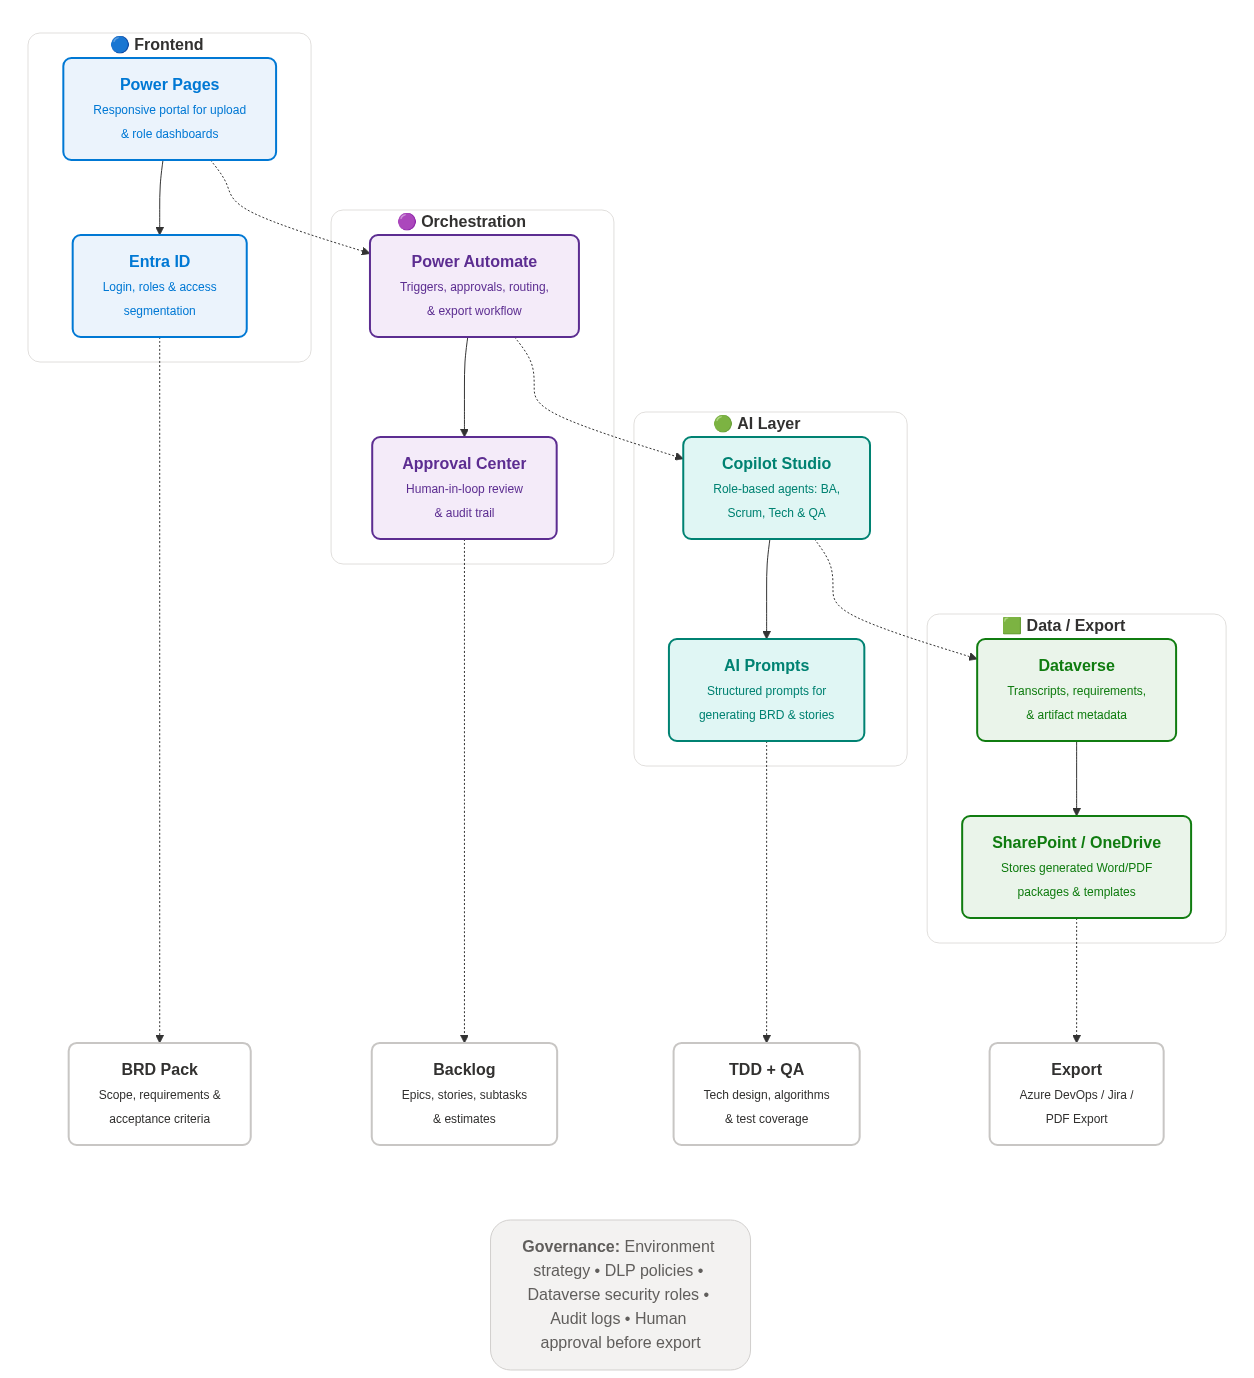 Frontend
Power Pages
Responsive portal for upload
& role dashboards
Entra ID
Login, roles & access
segmentation
Orchestration
Power Automate
Triggers, approvals, routing,
& export workflow
Approval Center
Human-in-loop review
& audit trail
AI Layer
Copilot Studio
Role-based agents: BA,
Scrum, Tech & QA
AI Prompts
Structured prompts for
generating BRD & stories
Data / Export
Dataverse
Transcripts, requirements,
& artifact metadata
SharePoint / OneDrive
Stores generated Word/PDF
packages & templates
BRD Pack
Scope, requirements &
acceptance criteria
Backlog
Epics, stories, subtasks
& estimates
TDD + QA
Tech design, algorithms
& test coverage
Export
Azure DevOps / Jira /
PDF Export
Governance: Environment
strategy • DLP policies •
Dataverse security roles •
Audit logs • Human
approval before export